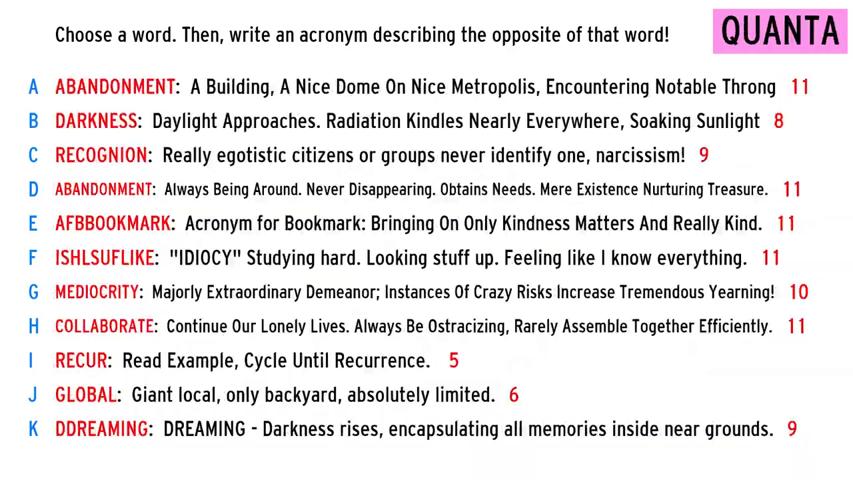 Choose a word. Then, write an acronym describing the opposite of that word!
QUANTA
A ABANDONMENT: A Building, A Nice Dome On Nice Metropolis, Encountering Notable Throng 11
B DARKNESS: Daylight Approaches. Radiation Kindles Nearly Everywhere, Soaking Sunlight 8
C RECOGNION: Really egotistic citizens or groups never identify one, narcissism! 9
D ABANDONMENT: Always Being Around. Never Disappearing. Obtains Needs. Mere Existence Nurturing Treasure. 11
E AFBBOOKMARK: Acronym for Bookmark: Bringing On Only Kindness Matters And Really Kind. 11
F ISHLSUFLIKE: "IDIOCY" Studying hard. Looking stuff up. Feeling like I know everything. 11
G MEDIOCRITY: Majorly Extraordinary Demeanor; Instances Of Crazy Risks Increase Tremendous Yearning! 10
H COLLABORATE: Continue Our Lonely Lives. Always Be Ostracizing, Rarely Assemble Together Efficiently. 11
I RECUR: Read Example, Cycle Until Recurrence. 5
J GLOBAL: Giant local, only backyard, absolutely limited. 6
K DDREAMING: DREAMING - Darkness rises, encapsulating all memories inside near grounds. 9